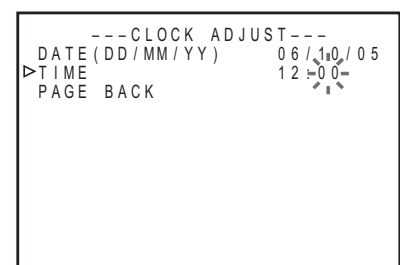 ---CLOCK ADJUST---
DATE(DD/MM/YY) 06/10/05
▷TIME 12:00
PAGE BACK